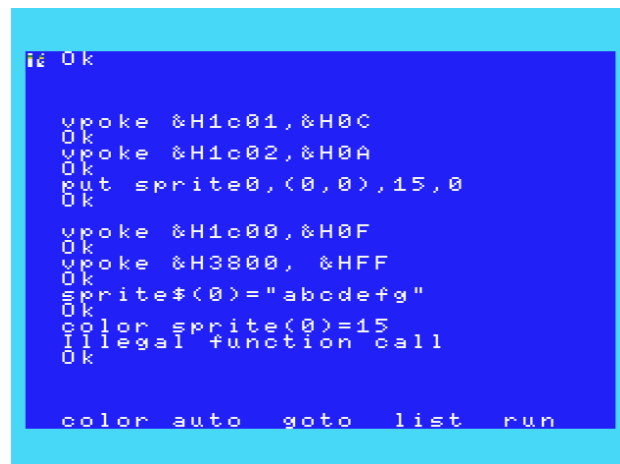 Ok
vpoke &H1c01,&H0C
Ok
vpoke &H1c02,&H0A
Ok
put sprite0,(0,0),15,0
Ok
vpoke &H1c00,&H0F
Ok
vpoke &H3800, &HFF
Ok
sprite$(0)="abcdefg"
Ok
color sprite(0)=15
Illegal function call
Ok
color auto goto list run